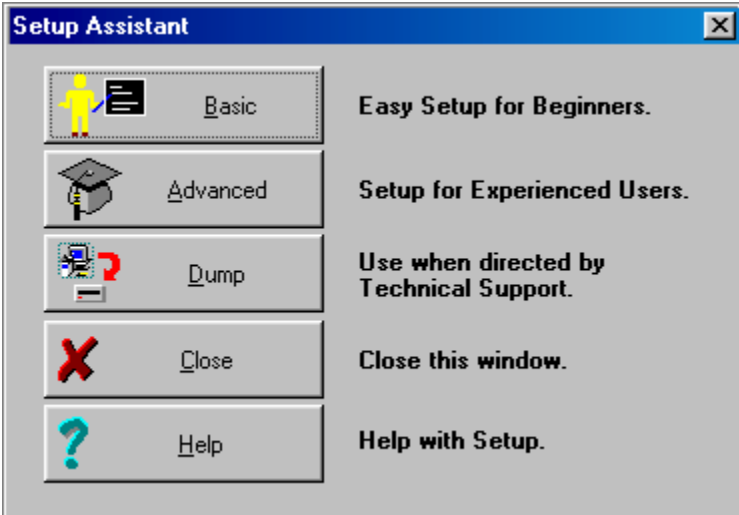 Setup Assistant
Basic
Easy Setup for Beginners.
Advanced
Setup for Experienced Users.
Dump
Use when directed by
Technical Support.
Close
Close this window.
Help
Help with Setup.